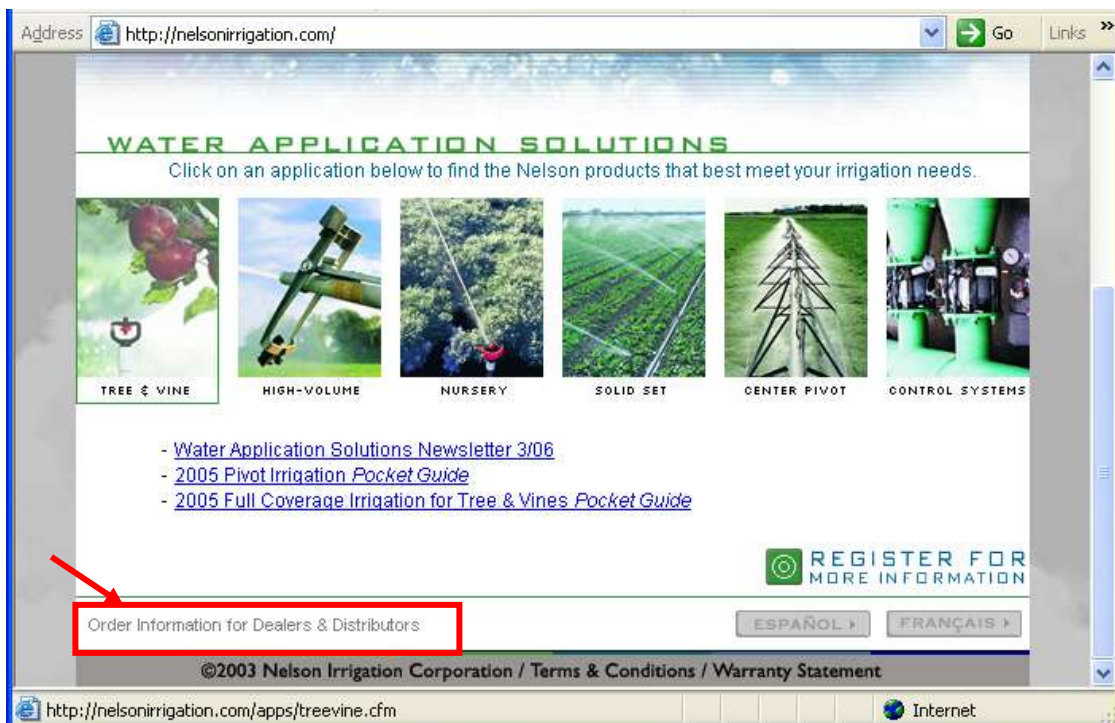 Address http://nelsonirrigation.com/ Go Links »
WATER APPLICATION SOLUTIONS
Click on an application below to find the Nelson products that best meet your irrigation needs.
TREE & VINE HIGH-VOLUME NURSERY SOLID SET CENTER PIVOT CONTROL SYSTEMS
- Water Application Solutions Newsletter 3/06
- 2005 Pivot Irrigation Pocket Guide
- 2005 Full Coverage Irrigation for Tree & Vines Pocket Guide
REGISTER FOR
MORE INFORMATION
Order Information for Dealers & Distributors ESPAÑOL FRANÇAIS
©2003 Nelson Irrigation Corporation / Terms & Conditions / Warranty Statement
http://nelsonirrigation.com/apps/treevine.cfm Internet